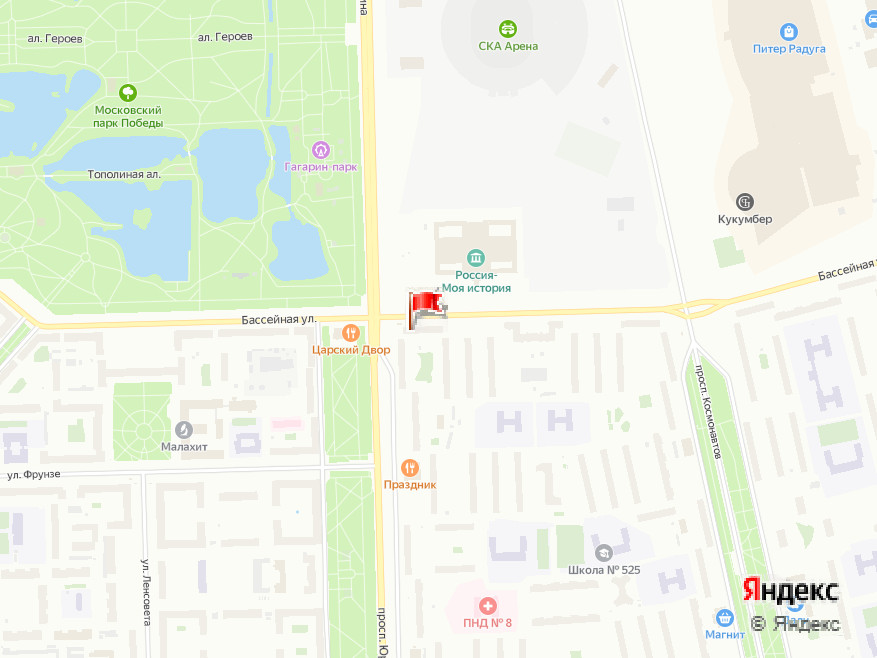 ина
ал. Героев
ал. Героев
СКА Арена
Питер Радуга
Московский
парк Победы
Гагарин-парк
Тополиная ал.
Кукумбер
Россия-
Моя история
Бассейная
Бассейная ул.
Царский Двор
просп. Космонавтов
Малахит
ул. Фрунзе
Праздник
ул. Ленсовета
Школа № 525
Яндекс
просп. Юр
ПНД № 8
Магнит
© Яндекс